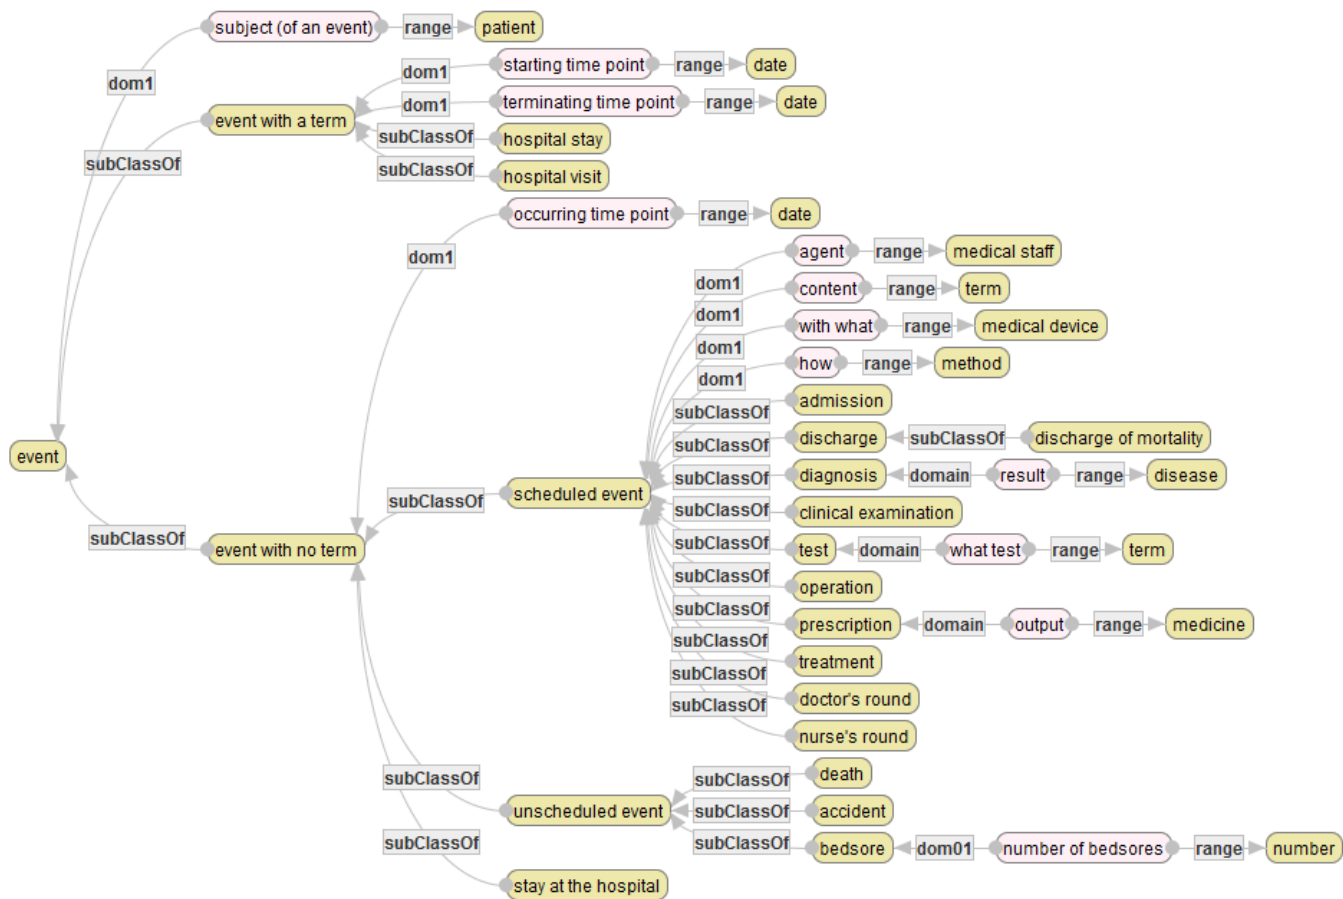 subject (of an event) range patient
starting time point range date
dom1
dom1
terminating time point range date
dom1
event with a term
subClassOf hospital stay
subClassOf
subClassOf hospital visit
occurring time point range date
dom1
agent range medical staff
dom1
content range term
dom1
with what range medical device
dom1
how range method
dom1
subClassOf admission
subClassOf discharge subClassOf discharge of mortality
event
subClassOf diagnosis domain result range disease
subClassOf scheduled event
subClassOf clinical examination
subClassOf event with no term
subClassOf test domain what test range term
subClassOf operation
subClassOf prescription domain output range medicine
subClassOf treatment
subClassOf doctor's round
subClassOf nurse's round
subClassOf death
subClassOf unscheduled event
subClassOf accident
subClassOf bedsore dom01 number of bedsores range number
subClassOf stay at the hospital